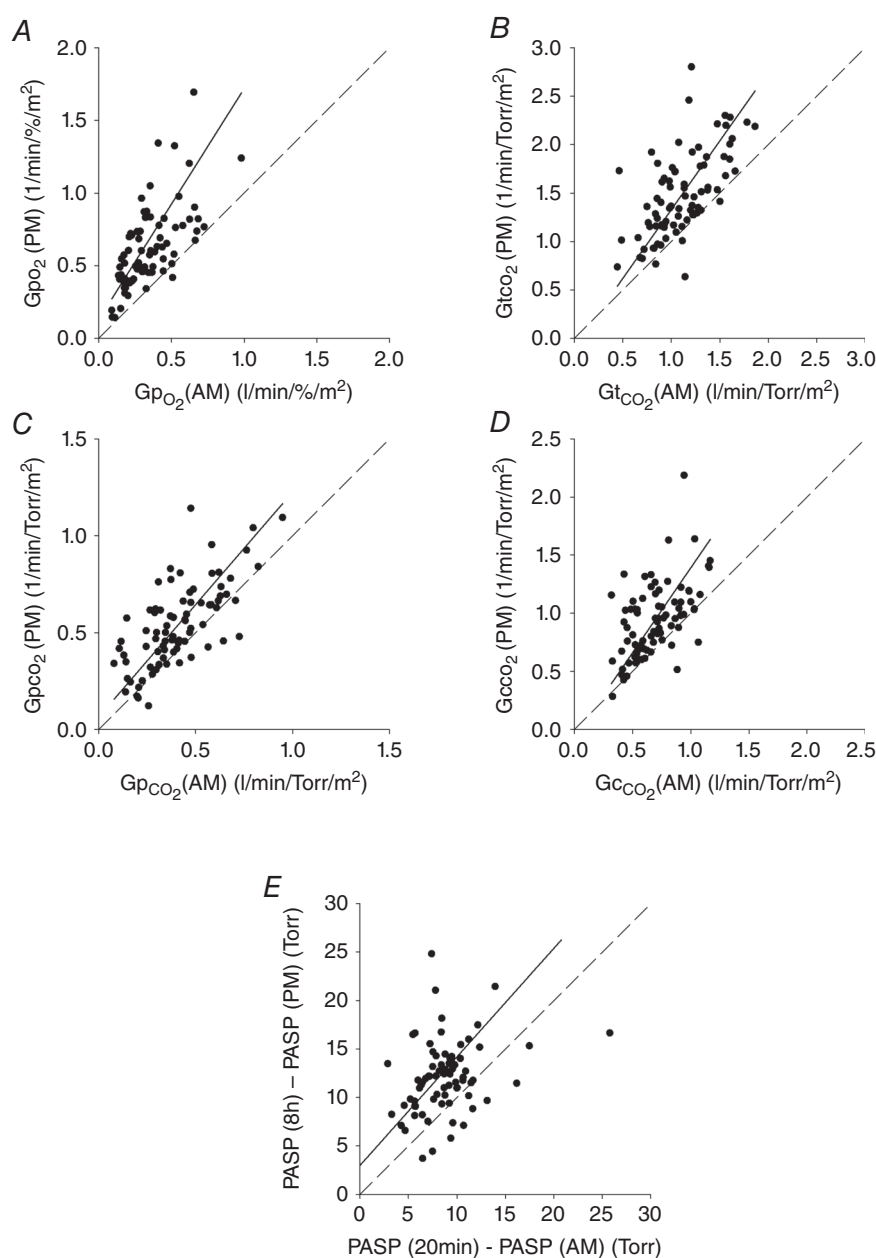 A
B
2.0
1.5
1.0
0.5
0.0
Gpo₂ (PM) (1/min/%/m²)
0.0 0.5 1.0 1.5 2.0
Gp_O₂(AM) (l/min/%/m²)
3.0
2.5
2.0
1.5
1.0
0.5
0.0
Gtco₂ (PM) (1/min/Torr/m²)
0.0 0.5 1.0 1.5 2.0 2.5 3.0
Gt_CO₂(AM) (l/min/Torr/m²)
C
D
1.5
1.0
0.5
0.0
Gpco₂ (PM) (1/min/Torr/m²)
0.0 0.5 1.0 1.5
Gp_CO₂(AM) (l/min/Torr/m²)
2.5
2.0
1.5
1.0
0.5
0.0
Gcco₂ (PM) (1/min/Torr/m²)
0.0 0.5 1.0 1.5 2.0 2.5
Gc_CO₂(AM) (l/min/Torr/m²)
E
30
25
20
15
10
5
0
PASP (8h) – PASP (PM) (Torr)
0 5 10 15 20 25 30
PASP (20min) - PASP (AM) (Torr)